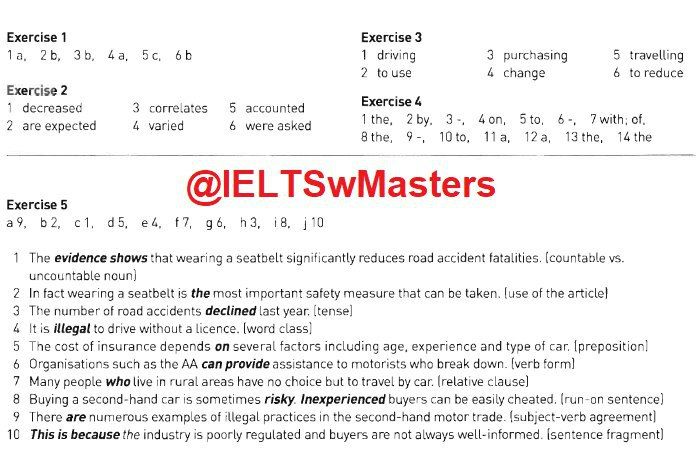 Exercise 1
1 a, 2 b, 3 b, 4 a, 5 c, 6 b
Exercise 2
1 decreased 3 correlates 5 accounted
2 are expected 4 varied 6 were asked
Exercise 3
1 driving 3 purchasing 5 travelling
2 to use 4 change 6 to reduce
Exercise 4
1 the, 2 by, 3 -, 4 on, 5 to, 6 -, 7 with; of,
8 the, 9 -, 10 to, 11 a, 12 a, 13 the, 14 the
@IELTSwMasters
Exercise 5
a 9, b 2, c 1, d 5, e 4, f 7, g 6, h 3, i 8, j 10
1 The evidence shows that wearing a seatbelt significantly reduces road accident fatalities. (countable vs.
uncountable noun)
2 In fact wearing a seatbelt is the most important safety measure that can be taken. (use of the article)
3 The number of road accidents declined last year. (tense)
4 It is illegal to drive without a licence. (word class)
5 The cost of insurance depends on several factors including age, experience and type of car. (preposition)
6 Organisations such as the AA can provide assistance to motorists who break down. (verb form)
7 Many people who live in rural areas have no choice but to travel by car. (relative clause)
8 Buying a second-hand car is sometimes risky. Inexperienced buyers can be easily cheated. (run-on sentence)
9 There are numerous examples of illegal practices in the second-hand motor trade. (subject-verb agreement)
10 This is because the industry is poorly regulated and buyers are not always well-informed. (sentence fragment)